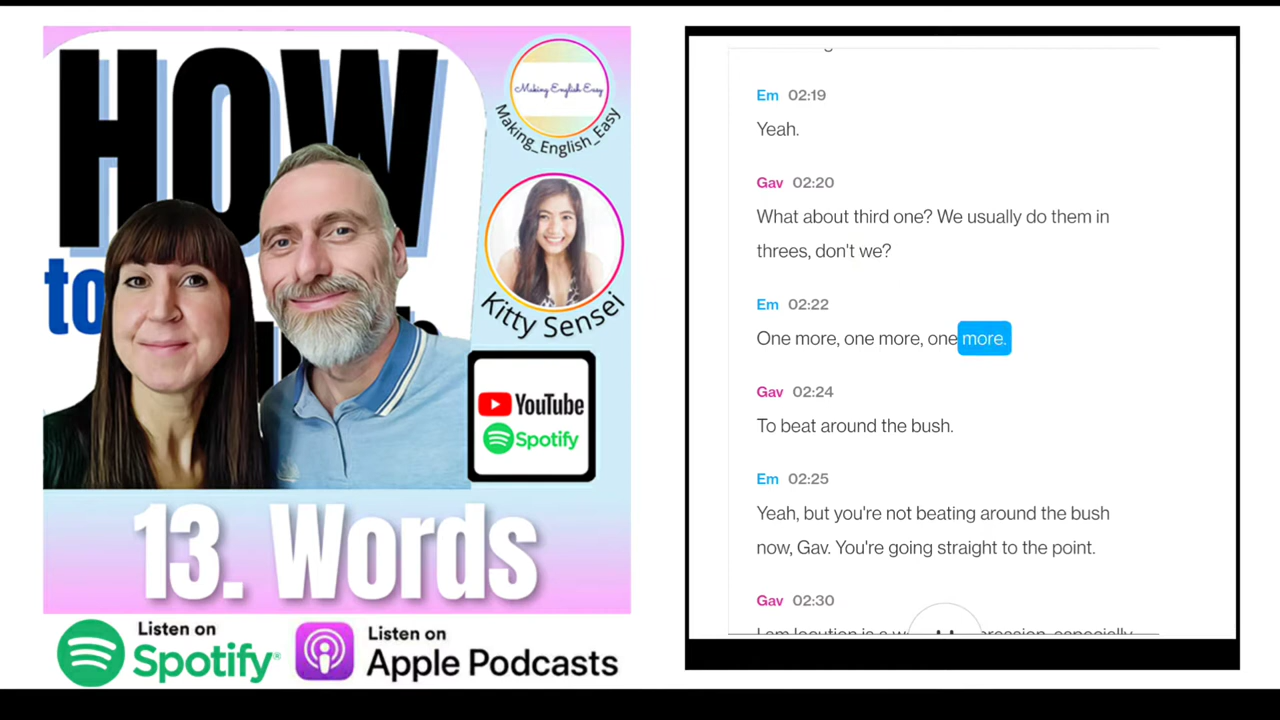 HOW
to
Making English Easy
Making_English_Easy
Kitty Sensei
YouTube
Spotify
13. Words
Listen on
Spotify
Listen on
Apple Podcasts
Em 02:19
Yeah.
Gav 02:20
What about third one? We usually do them in
threes, don't we?
Em 02:22
One more, one more, one more.
Gav 02:24
To beat around the bush.
Em 02:25
Yeah, but you're not beating around the bush
now, Gav. You're going straight to the point.
Gav 02:30